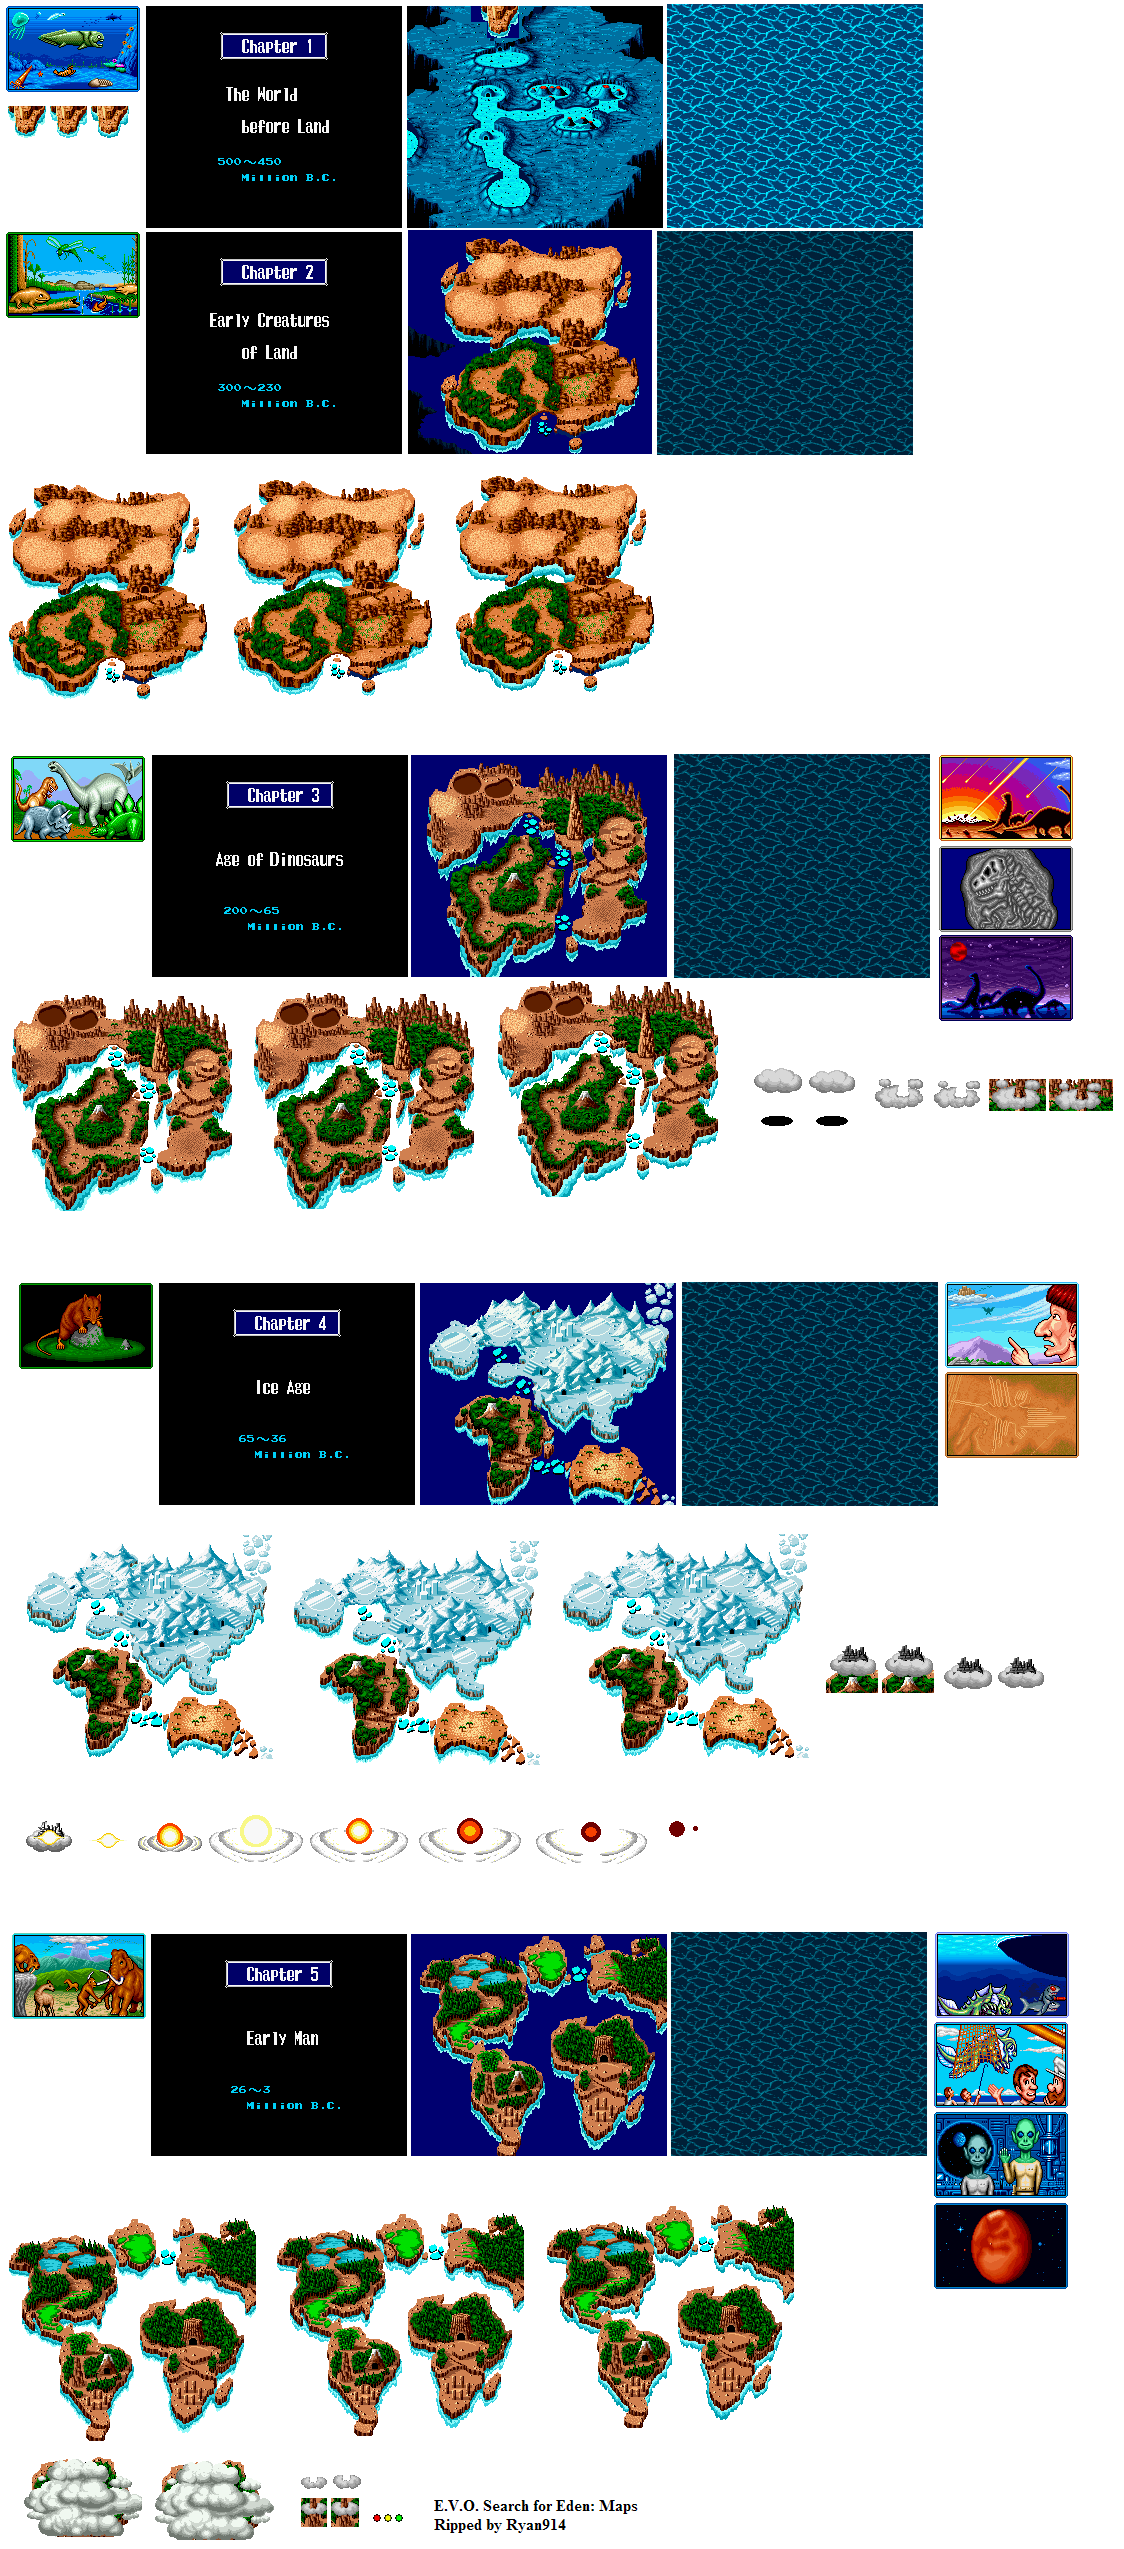 Chapter 1
The World
before Land
500~450
Million B.C.
Chapter 2
Early Creatures
of Land
300~230
Million B.C.
Chapter 3
Age of Dinosaurs
200~65
Million B.C.
Chapter 4
Ice Age
65~36
Million B.C.
Chapter 5
Early Man
26~3
Million B.C.
E.V.O. Search for Eden: Maps
Ripped by Ryan914